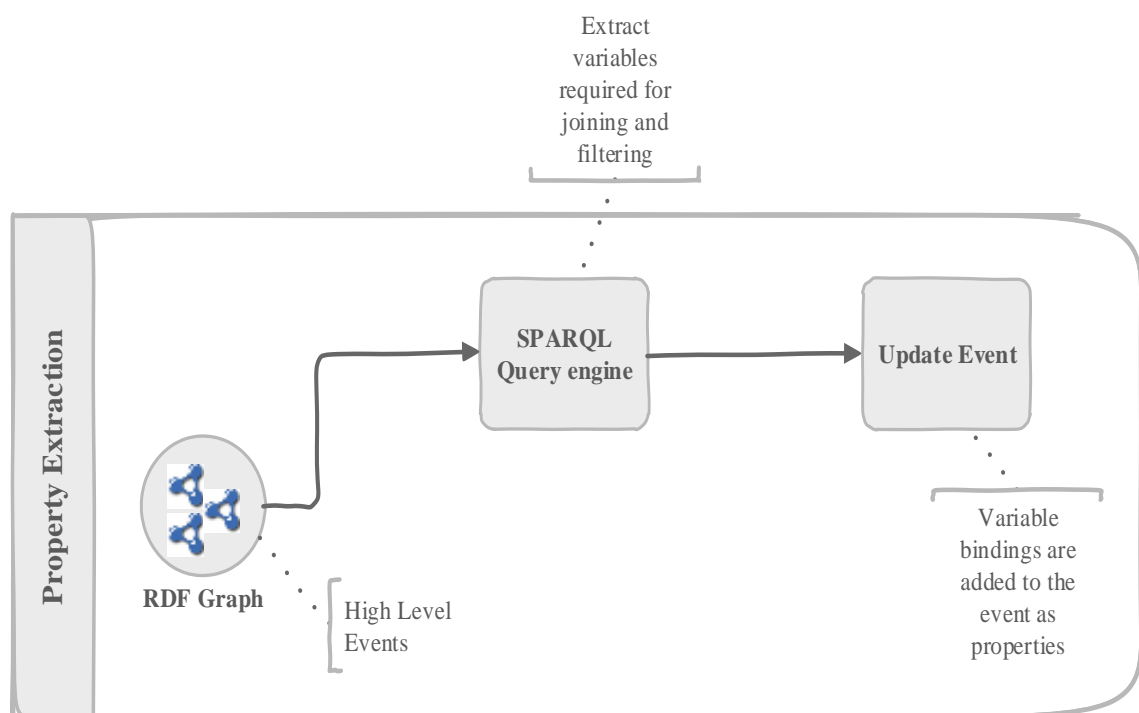 Extract
variables
required for
joining and
filtering
Property Extraction
SPARQL
Query engine
Update Event
RDF Graph
High Level
Events
Variable
bindings are
added to the
event as
properties